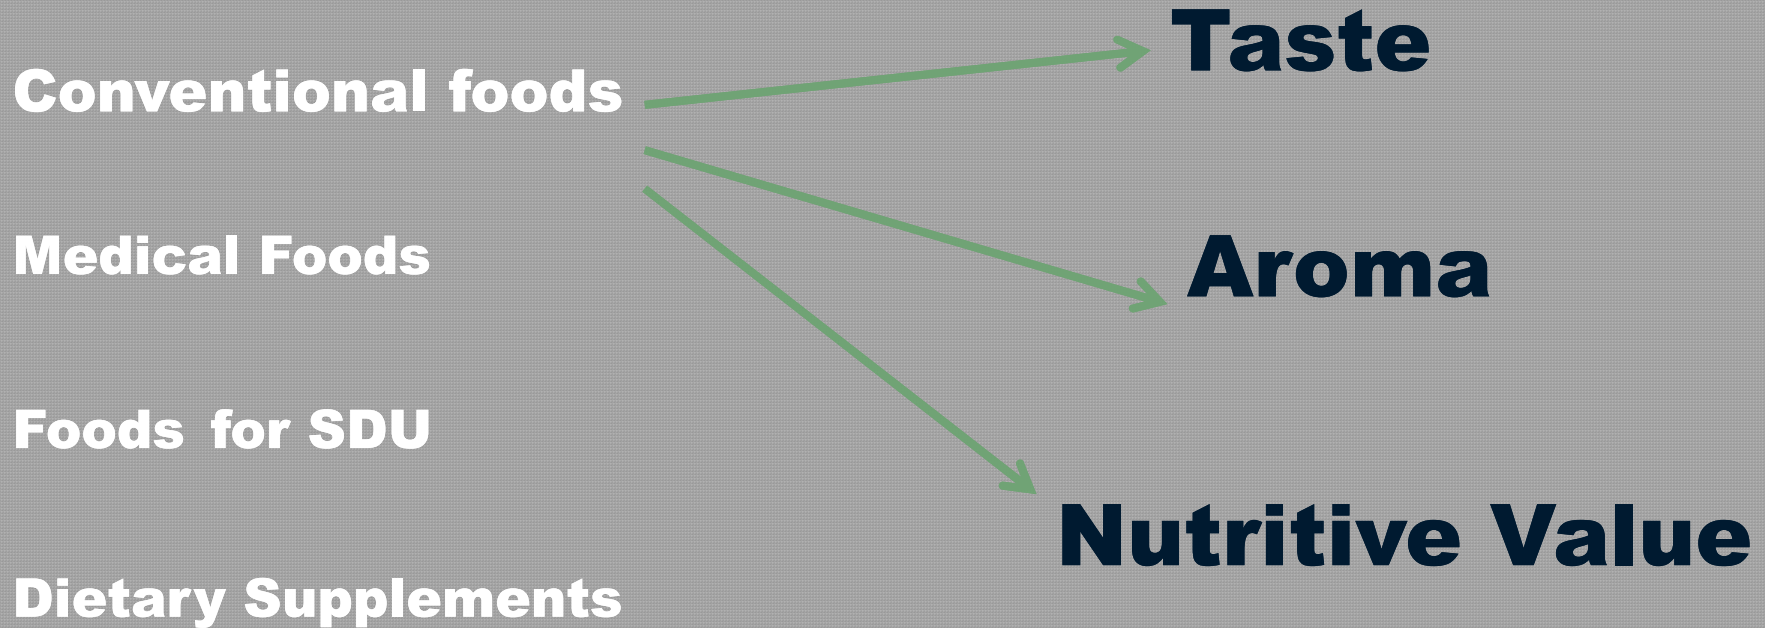 Taste
Conventional foods
Medical Foods
Aroma
Foods for SDU
Nutritive Value
Dietary Supplements